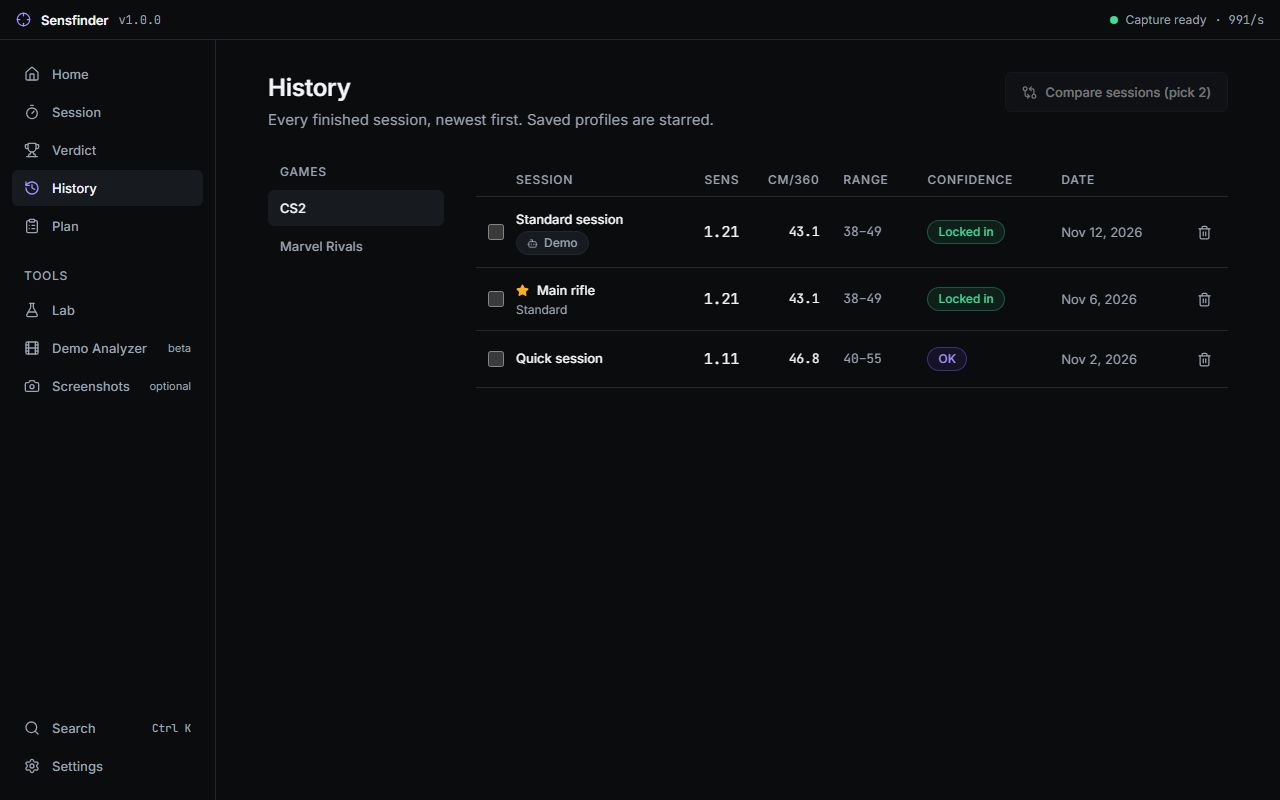 Sensfinder v1.0.0
Capture ready · 991/s
Home
Session
Verdict
History
Plan
TOOLS
Lab
Demo Analyzer beta
Screenshots optional
Search Ctrl K
Settings
History
Every finished session, newest first. Saved profiles are starred.
Compare sessions (pick 2)
GAMES
CS2
Marvel Rivals
SESSION SENS CM/360 RANGE CONFIDENCE DATE
Standard session
Demo
1.21 43.1 38–49 Locked in Nov 12, 2026
Main rifle
Standard
1.21 43.1 38–49 Locked in Nov 6, 2026
Quick session 1.11 46.8 40–55 OK Nov 2, 2026